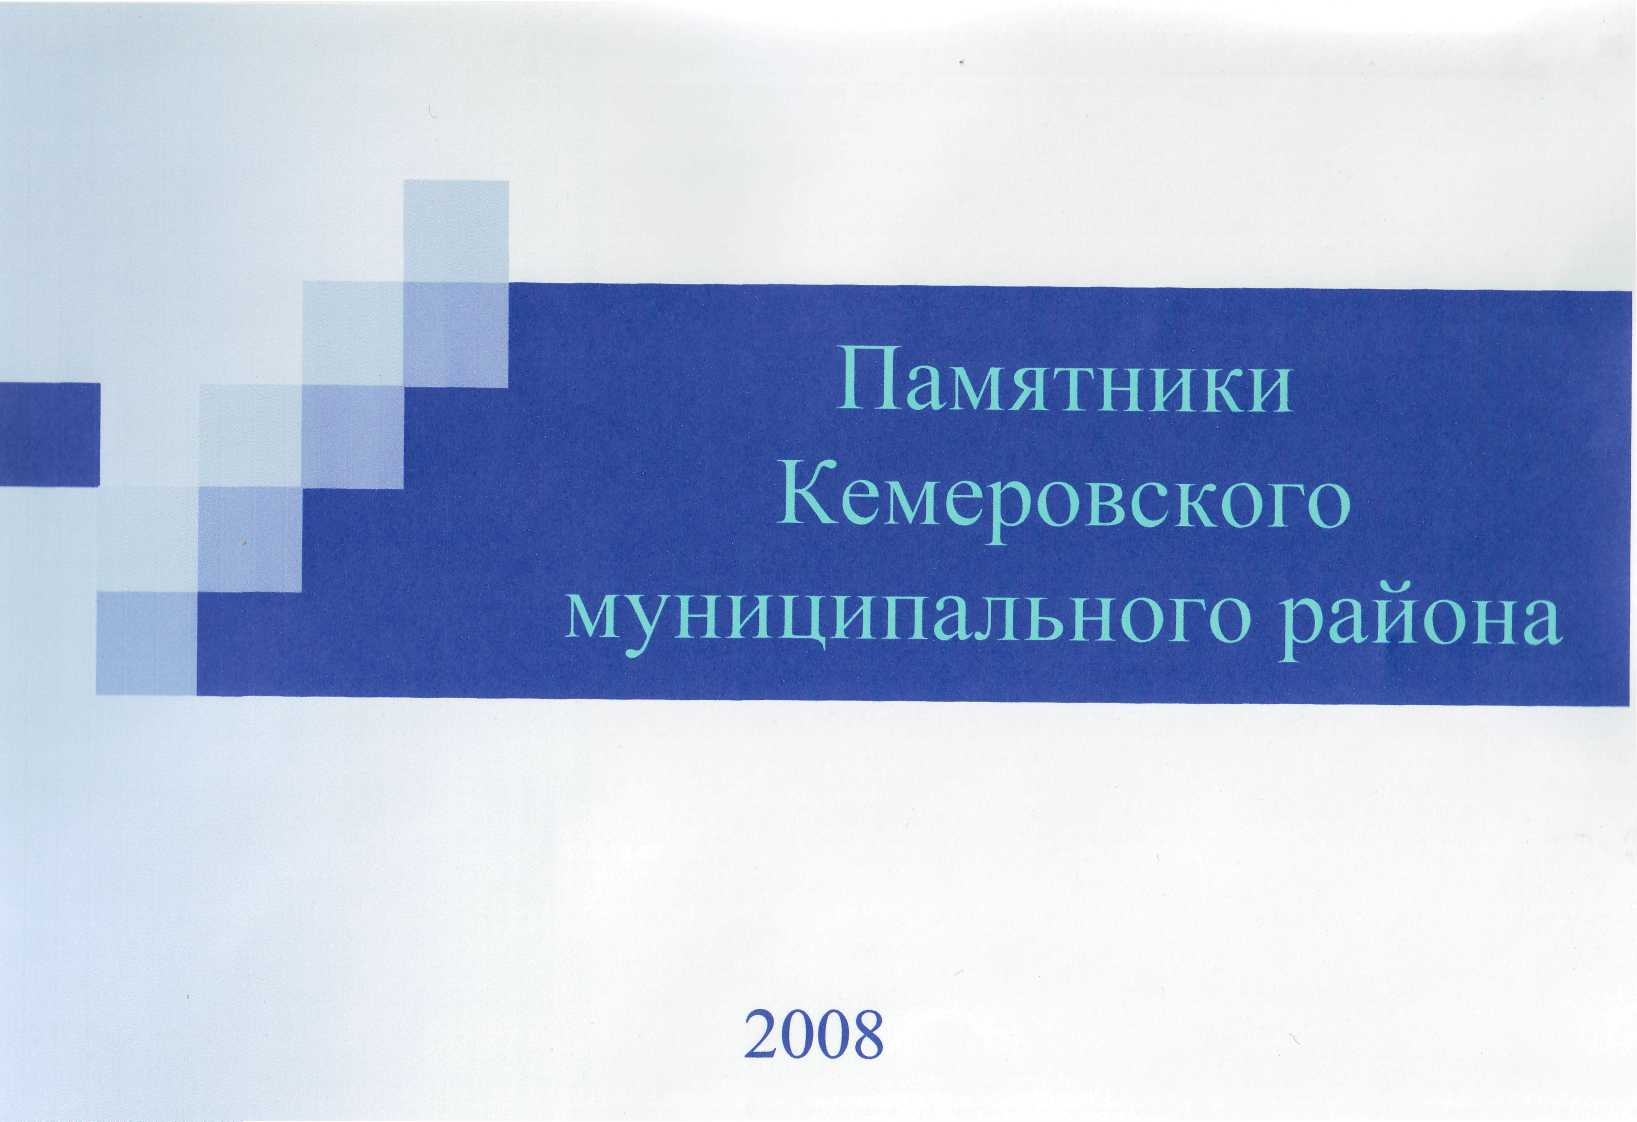 Памятники
Кемеровского
муниципального района
2008